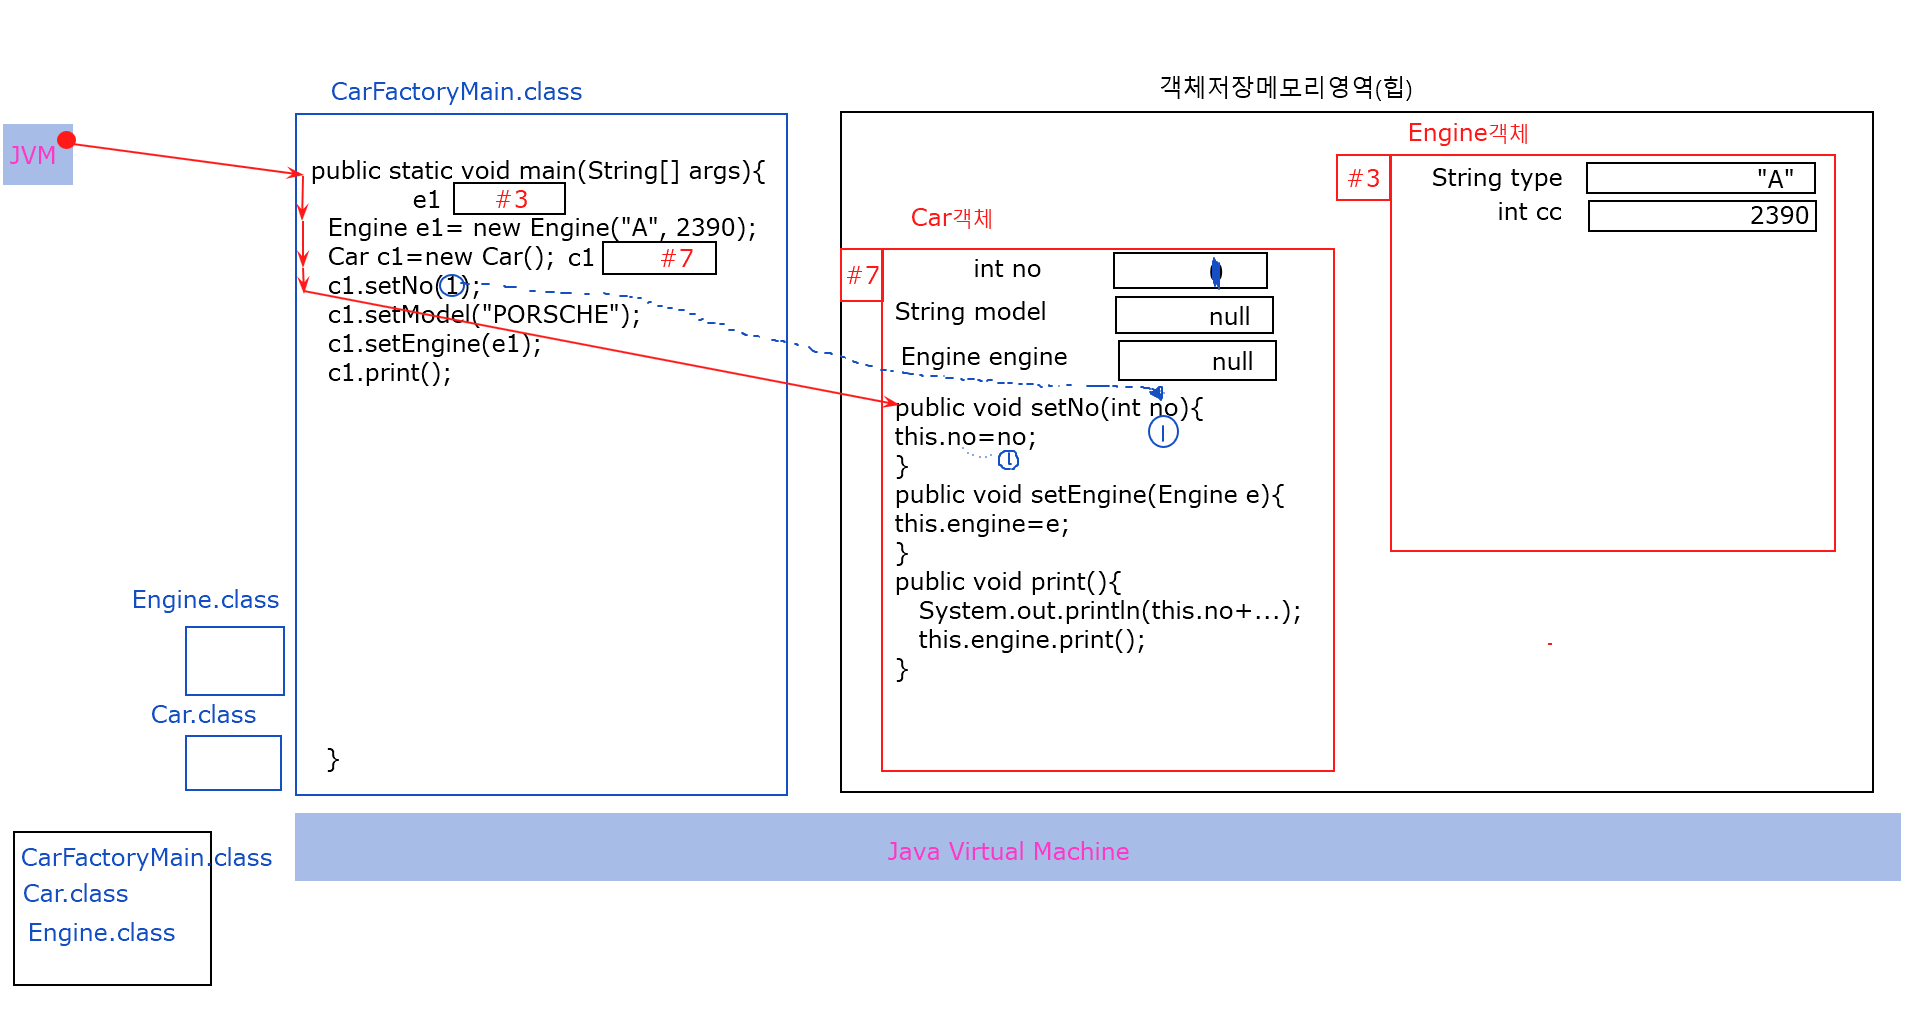 CarFactoryMain.class
JVM
public static void main(String[] args){
e1 #3
Engine e1= new Engine("A", 2390);
Car c1=new Car(); c1 #7
c1.setNo(1);
c1.setModel("PORSCHE");
c1.setEngine(e1);
c1.print();
}
Engine.class
Car.class
CarFactoryMain.class
Car.class
Engine.class
객체저장메모리영역(힙)
Car객체
#7
int no
String model null
Engine engine null
public void setNo(int no){
1
this.no=no;
1
}
public void setEngine(Engine e){
this.engine=e;
}
public void print(){
System.out.println(this.no+...);
this.engine.print();
}
Engine객체
#3
String type "A"
int cc 2390
Java Virtual Machine